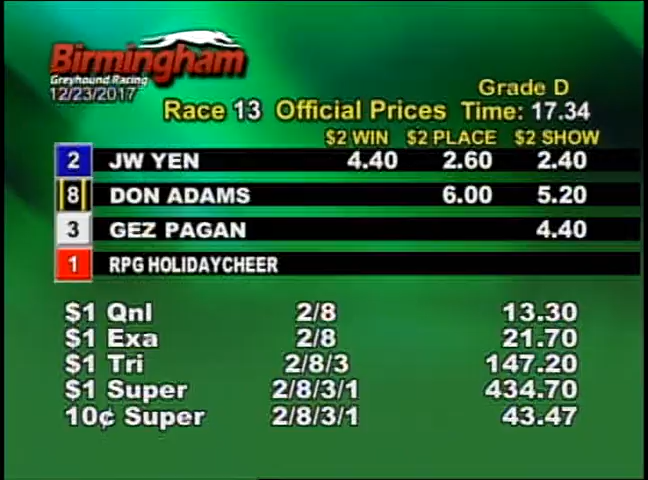 Birmingham
Greyhound Racing
12/23/2017
Grade D
Race 13 Official Prices Time: 17.34
$2 WIN $2 PLACE $2 SHOW
2 JW YEN 4.40 2.60 2.40
8 DON ADAMS 6.00 5.20
3 GEZ PAGAN 4.40
1 RPG HOLIDAYCHEER
$1 Qnl 2/8 13.30
$1 Exa 2/8 21.70
$1 Tri 2/8/3 147.20
$1 Super 2/8/3/1 434.70
10¢ Super 2/8/3/1 43.47